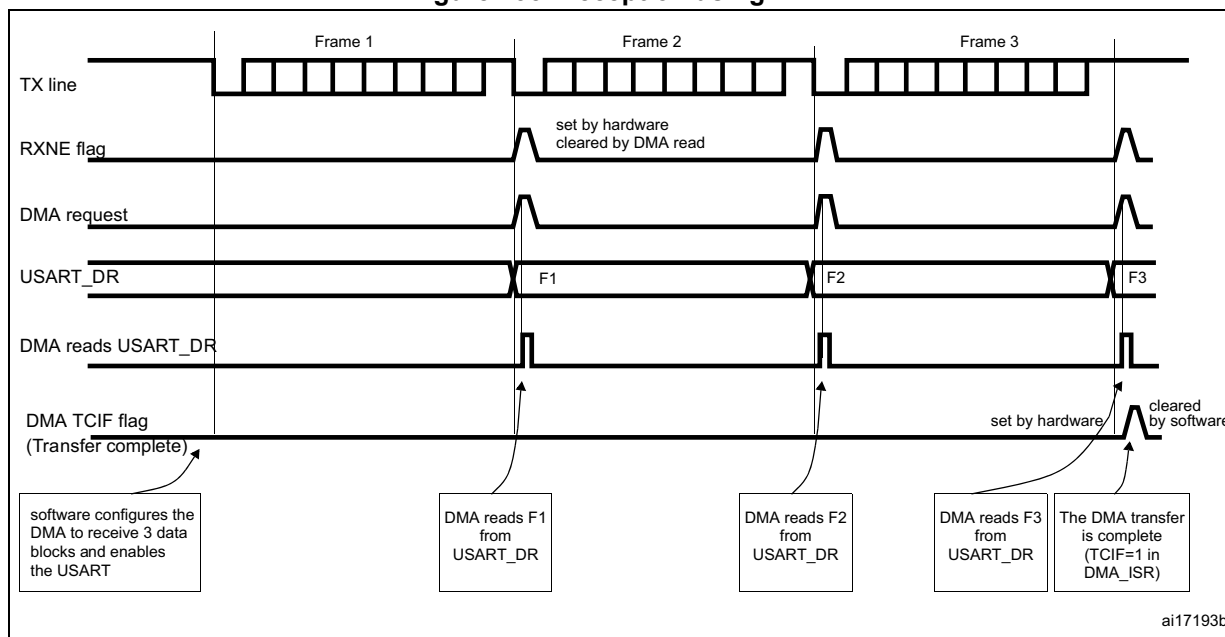 Frame 1 Frame 2 Frame 3
TX line
set by hardware
cleared by DMA read
RXNE flag
DMA request
USART_DR
F1 F2 F3
DMA reads USART_DR
DMA TCIF flag
(Transfer complete)
set by hardware
cleared
by software
software configures the
DMA to receive 3 data
blocks and enables
the USART
DMA reads F1
from
USART_DR
DMA reads F2
from
USART_DR
DMA reads F3
from
USART_DR
The DMA transfer
is complete
(TCIF=1 in
DMA_ISR)
ai17193b